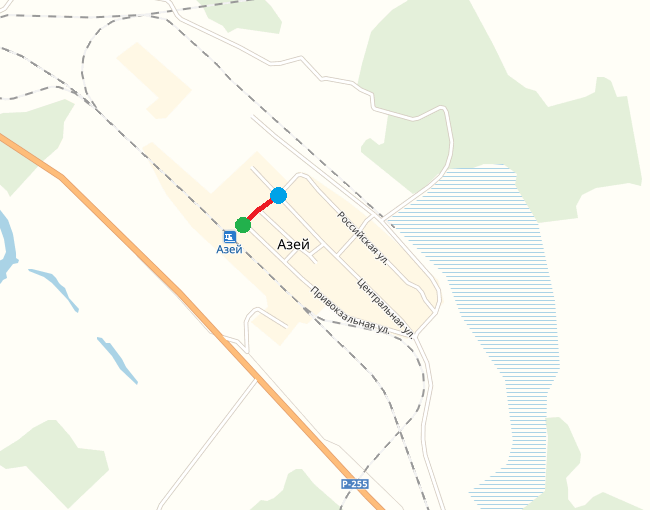 Российская ул.
Азей
Азей
Центральная ул.
Привокзальная ул.
Р-255